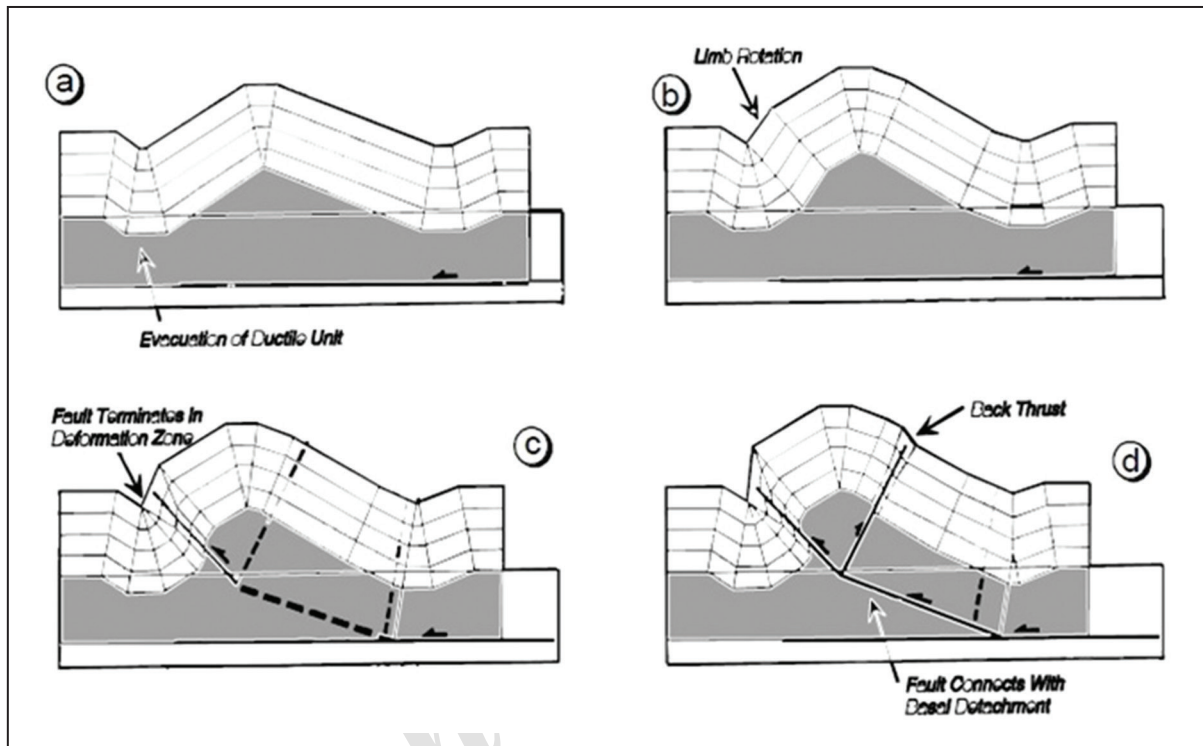 a
Evacuation of Ductile Unit
Limb Rotation
b
Fault Terminates In
Deformation Zone
c
Back Thrust
d
Fault Connects With
Basal Detachment